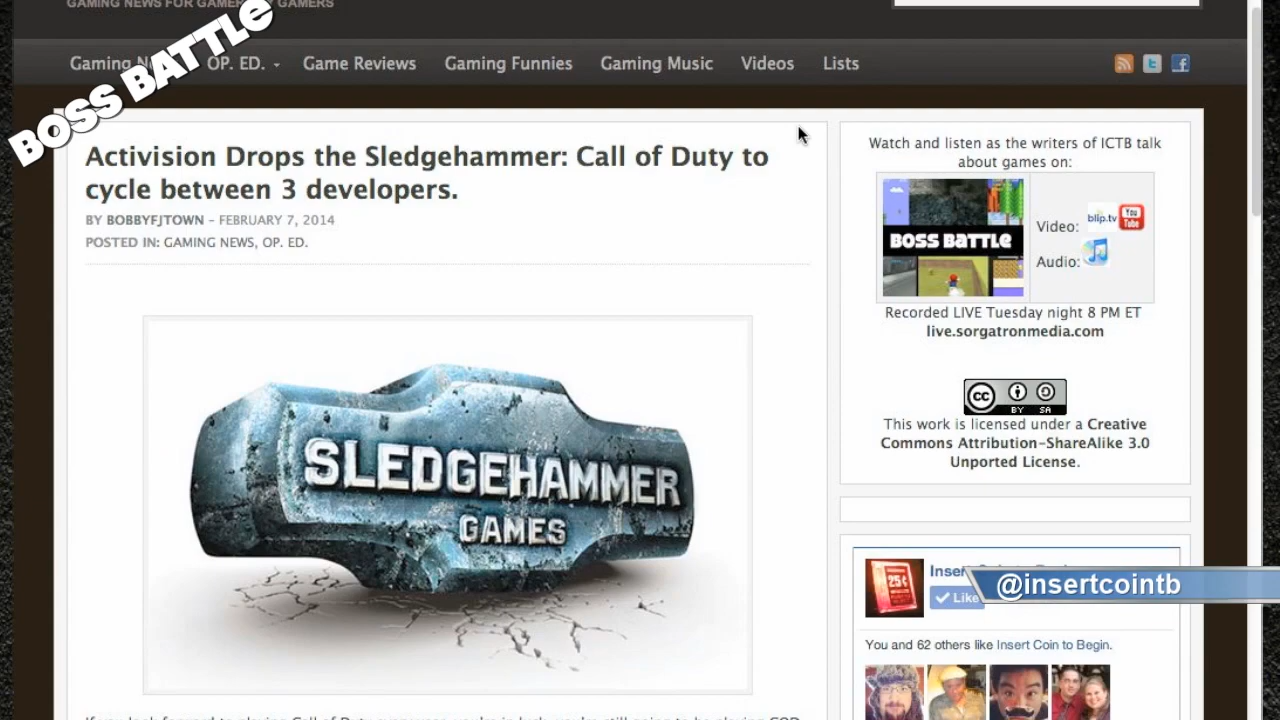 GAMING NEWS FOR GAMERS BY GAMERS
BOSS BATTLE
Gaming
OP. ED.
Game Reviews
Gaming Funnies
Gaming Music
Videos
Lists
Activision Drops the Sledgehammer: Call of Duty to
cycle between 3 developers.
BY BOBBYFJTOWN – FEBRUARY 7, 2014
POSTED IN: GAMING NEWS, OP. ED.
SLEDGEHAMMER
GAMES
Watch and listen as the writers of ICTB talk
about games on:
BOSS BATTLE
Video: blip.tv You Tube
Audio:
Recorded LIVE Tuesday night 8 PM ET
live.sorgatronmedia.com
cc BY SA
This work is licensed under a Creative
Commons Attribution-ShareAlike 3.0
Unported License.
25¢
Like
@insertcointb
You and 62 others like Insert Coin to Begin.